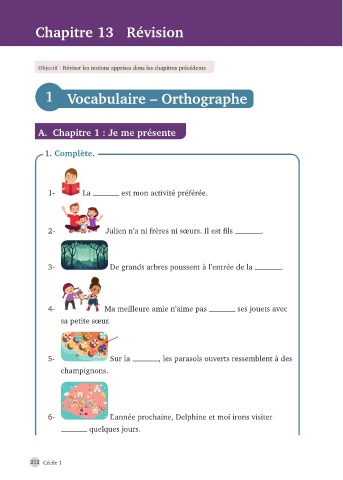 Chapitre 13 Révision
Objectif : Réviser les notions apprises dans les chapitres précédents
1 Vocabulaire – Orthographe
A. Chapitre 1 : Je me présente
1. Complète.
1- La ______ est mon activité préférée.
2- Julien n'a ni frères ni sœurs. Il est fils ______.
3- De grands arbres poussent à l'entrée de la ______.
4- Ma meilleure amie n'aime pas ______ ses jouets avec
sa petite sœur.
5- Sur la ______, les parasols ouverts ressemblent à des
champignons.
6- L'année prochaine, Delphine et moi irons visiter
______ quelques jours.
212 Cécile 1